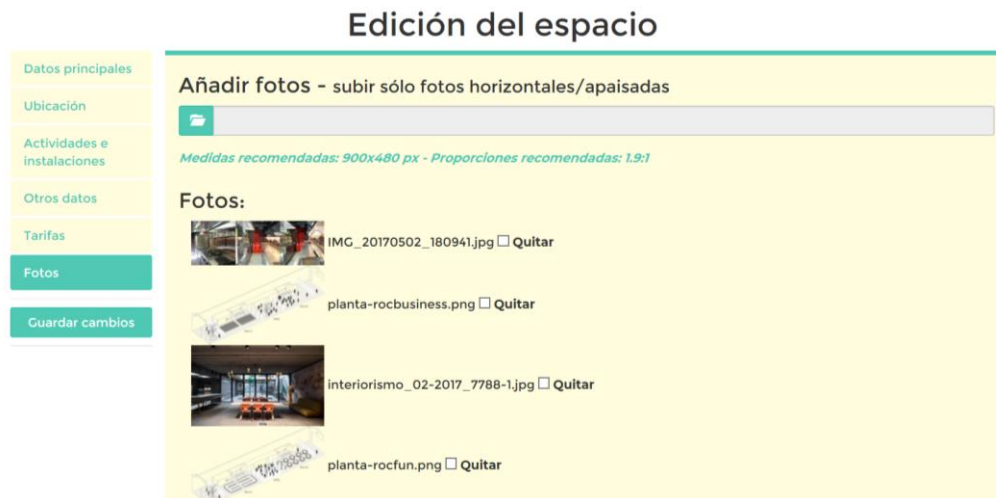 Edición del espacio
Datos principales
Ubicación
Actividades e
instalaciones
Otros datos
Tarifas
Fotos
Guardar cambios
Añadir fotos - subir sólo fotos horizontales/apaisadas
Medidas recomendadas: 900x480 px - Proporciones recomendadas: 1.9:1
Fotos:
IMG_20170502_180941.jpg Quitar
planta-rocbusiness.png Quitar
interiorismo_02-2017_7788-1.jpg Quitar
planta-rocfun.png Quitar